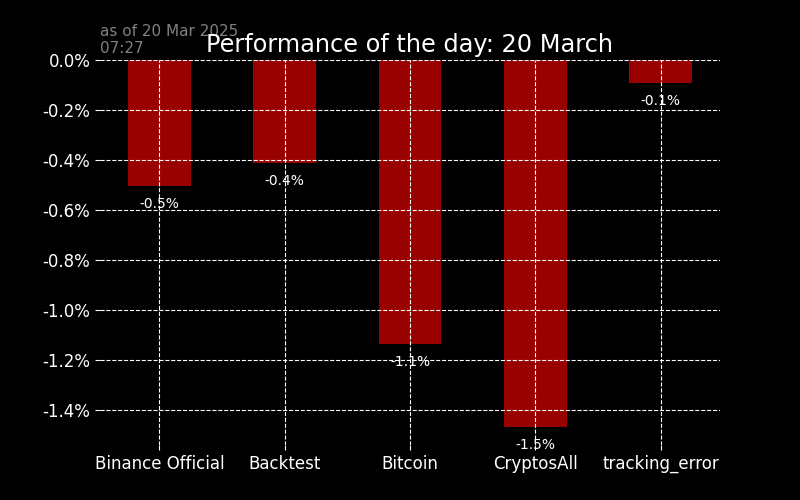 as of 20 Mar 2025
07:27
Performance of the day: 20 March
0.0%
-0.2%
-0.4%
-0.6%
-0.8%
-1.0%
-1.2%
-1.4%
-0.5%
-0.4%
-1.1%
-1.5%
-0.1%
Binance Official
Backtest
Bitcoin
CryptosAll
tracking_error